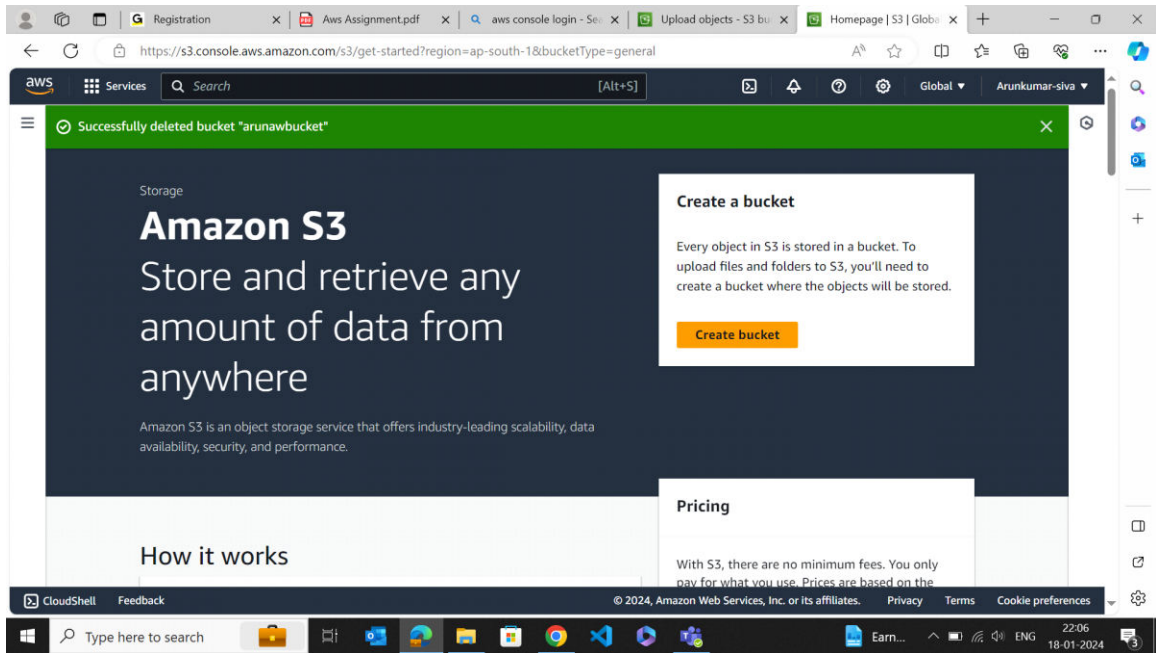 Registration
Aws Assignment.pdf
aws console login - Sea
Upload objects - S3 bu
Homepage | S3 | Globa
https://s3.console.aws.amazon.com/s3/get-started?region=ap-south-1&bucketType=general
aws
Services
Search
[Alt+S]
Global
Arunkumar-siva
Successfully deleted bucket "arunawbucket"
Storage
Amazon S3
Store and retrieve any
amount of data from
anywhere
Amazon S3 is an object storage service that offers industry-leading scalability, data
availability, security, and performance.
Create a bucket
Every object in S3 is stored in a bucket. To
upload files and folders to S3, you'll need to
create a bucket where the objects will be stored.
Create bucket
Pricing
With S3, there are no minimum fees. You only
pay for what you use. Prices are based on the
How it works
CloudShell
Feedback
© 2024, Amazon Web Services, Inc. or its affiliates.
Privacy
Terms
Cookie preferences
Type here to search
Earn...
ENG
22:06
18-01-2024
3